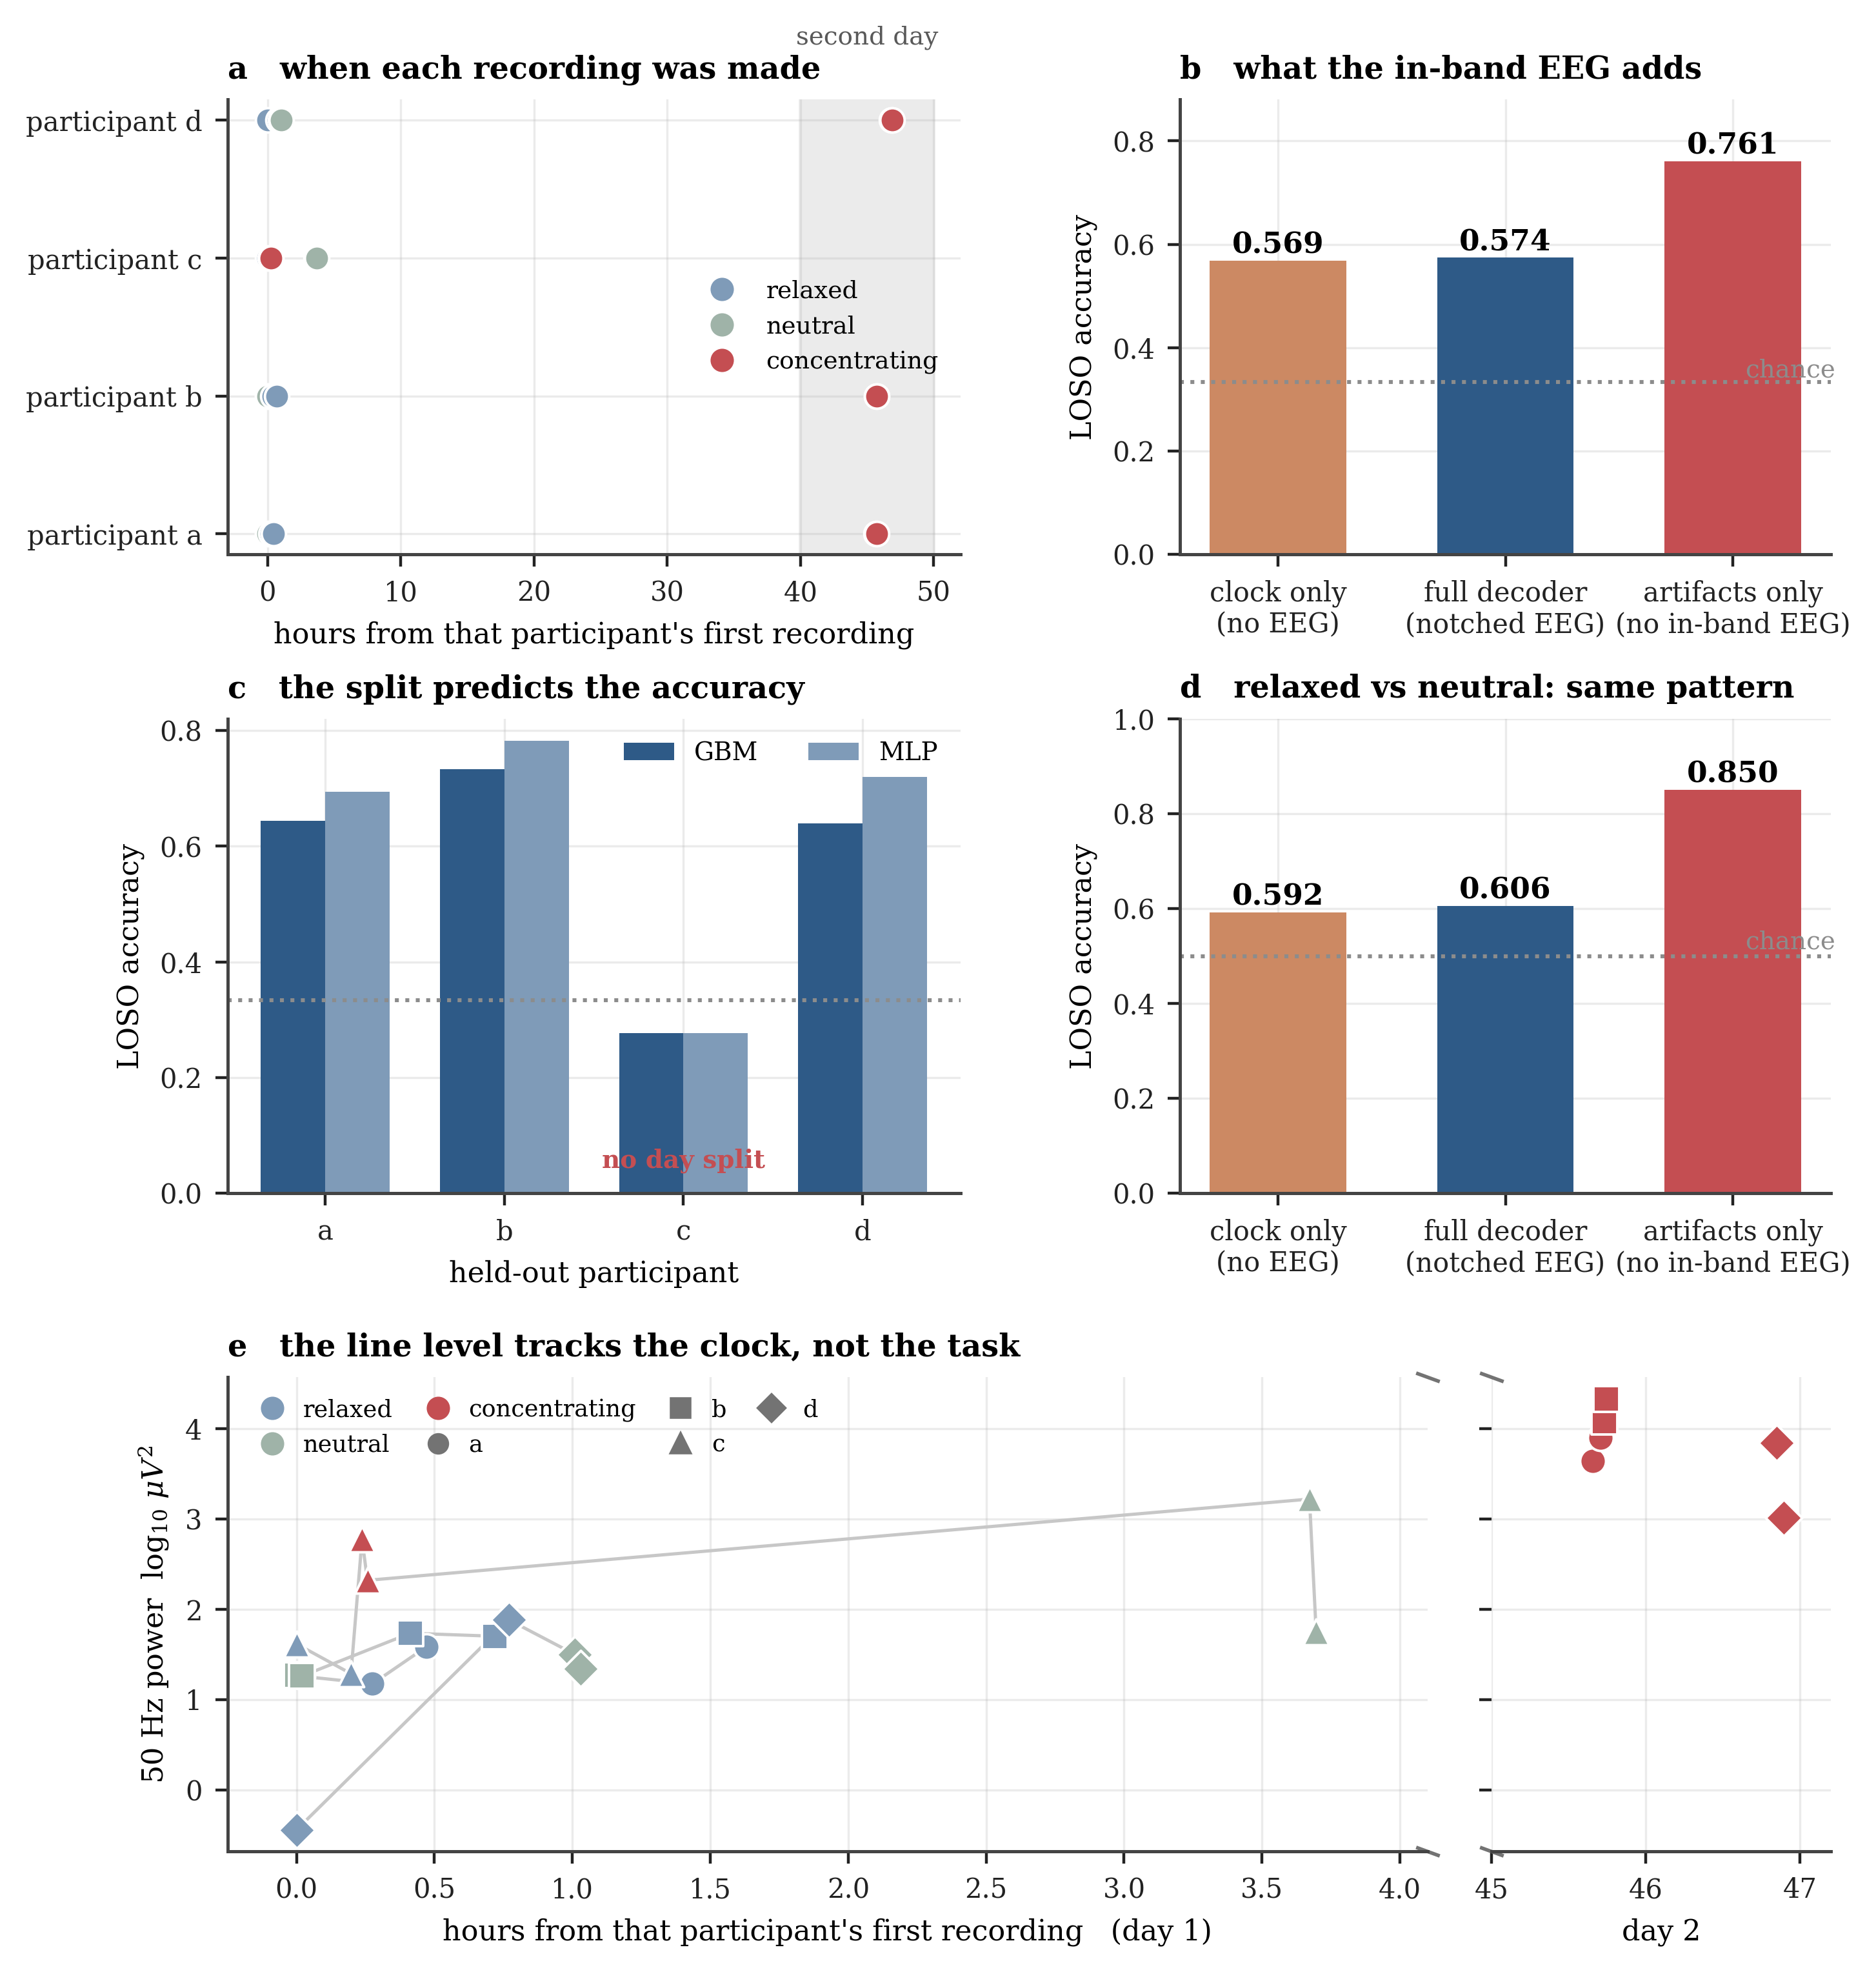 second day
a when each recording was made
participant d
participant c
participant b
participant a
relaxed
neutral
concentrating
0 10 20 30 40 50
hours from that participant's first recording
b what the in-band EEG adds
LOSO accuracy
0.8
0.6
0.4
0.2
0.0
0.569
0.574
0.761
chance
clock only full decoder artifacts only
(no EEG) (notched EEG) (no in-band EEG)
c the split predicts the accuracy
LOSO accuracy
0.8
0.6
0.4
0.2
0.0
GBM MLP
no day split
a b c d
held-out participant
d relaxed vs neutral: same pattern
LOSO accuracy
1.0
0.8
0.6
0.4
0.2
0.0
0.592
0.606
0.850
chance
clock only full decoder artifacts only
(no EEG) (notched EEG) (no in-band EEG)
e the line level tracks the clock, not the task
50 Hz power log₁₀ μV²
4
3
2
1
0
relaxed concentrating b d
neutral a c
0.0 0.5 1.0 1.5 2.0 2.5 3.0 3.5 4.0 45 46 47
hours from that participant's first recording (day 1)
day 2